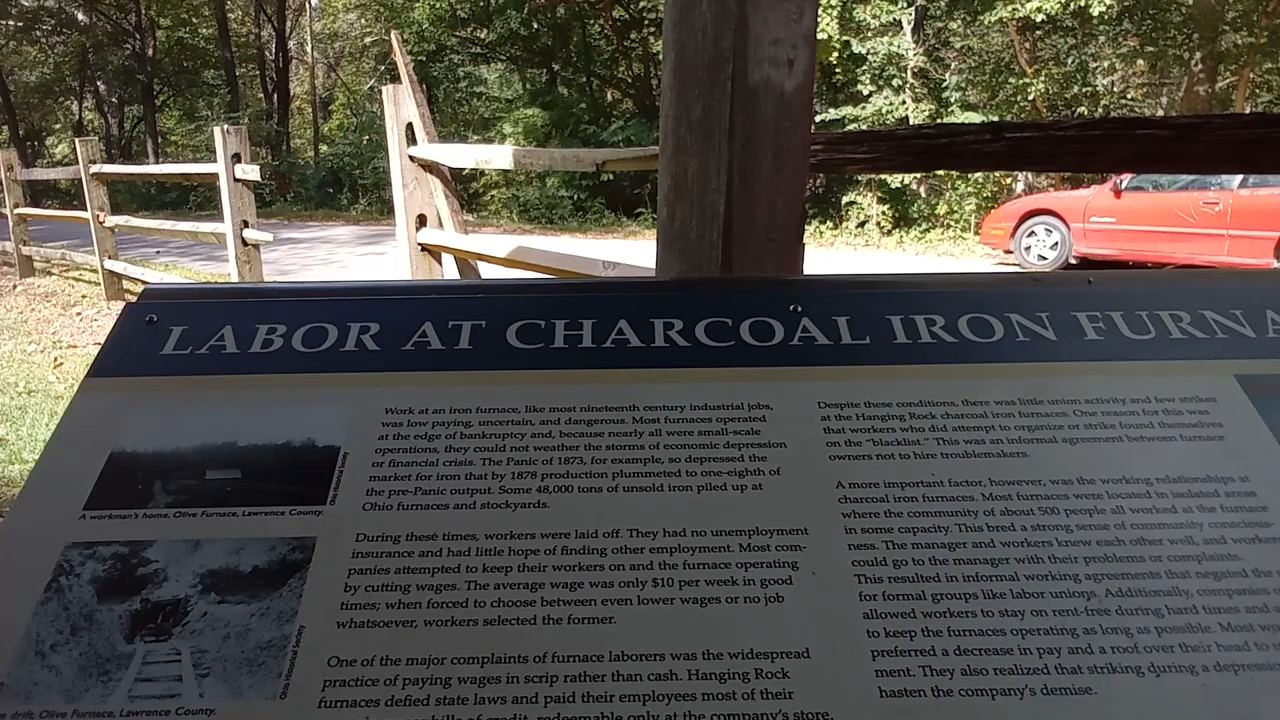 LABOR AT CHARCOAL IRON FURNA
Work at an iron furnace, like most nineteenth century industrial jobs,
was low paying, uncertain, and dangerous. Most furnaces operated
at the edge of bankruptcy and, because nearly all were small-scale
operations, they could not weather the storms of economic depression
or financial crisis. The Panic of 1873, for example, so depressed the
market for iron that by 1878 production plummeted to one-eighth of
the pre-Panic output. Some 48,000 tons of unsold iron piled up at
Ohio furnaces and stockyards.
During these times, workers were laid off. They had no unemployment
insurance and had little hope of finding other employment. Most com-
panies attempted to keep their workers on and the furnace operating
by cutting wages. The average wage was only $10 per week in good
times; when forced to choose between even lower wages or no job
whatsoever, workers selected the former.
One of the major complaints of furnace laborers was the widespread
practice of paying wages in scrip rather than cash. Hanging Rock
furnaces defied state laws and paid their employees most of their
bills of credit, redeemable only at the company's store.
Despite these conditions, there was little union activity and few strikes
at the Hanging Rock charcoal iron furnaces. One reason for this was
that workers who did attempt to organize or strike found themselves
on the "blacklist." This was an informal agreement between furnace
owners not to hire troublemakers.
A more important factor, however, was the working relationships at
charcoal iron furnaces. Most furnaces were located in isolated areas
where the community of about 500 people all worked at the furnace
in some capacity. This bred a strong sense of community conscious-
ness. The manager and workers knew each other well, and worker
could go to the manager with their problems or complaints.
This resulted in informal working agreements that negated the
for formal groups like labor unions. Additionally, companies
allowed workers to stay on rent-free during hard times and
to keep the furnaces operating as long as possible. Most wo
preferred a decrease in pay and a roof over their head to
ment. They also realized that striking during a depressio
hasten the company's demise.
Ohio Historical Society
A workman's home, Olive Furnace, Lawrence County.
Ohio Historical Society
drift, Olive Furnace, Lawrence County.